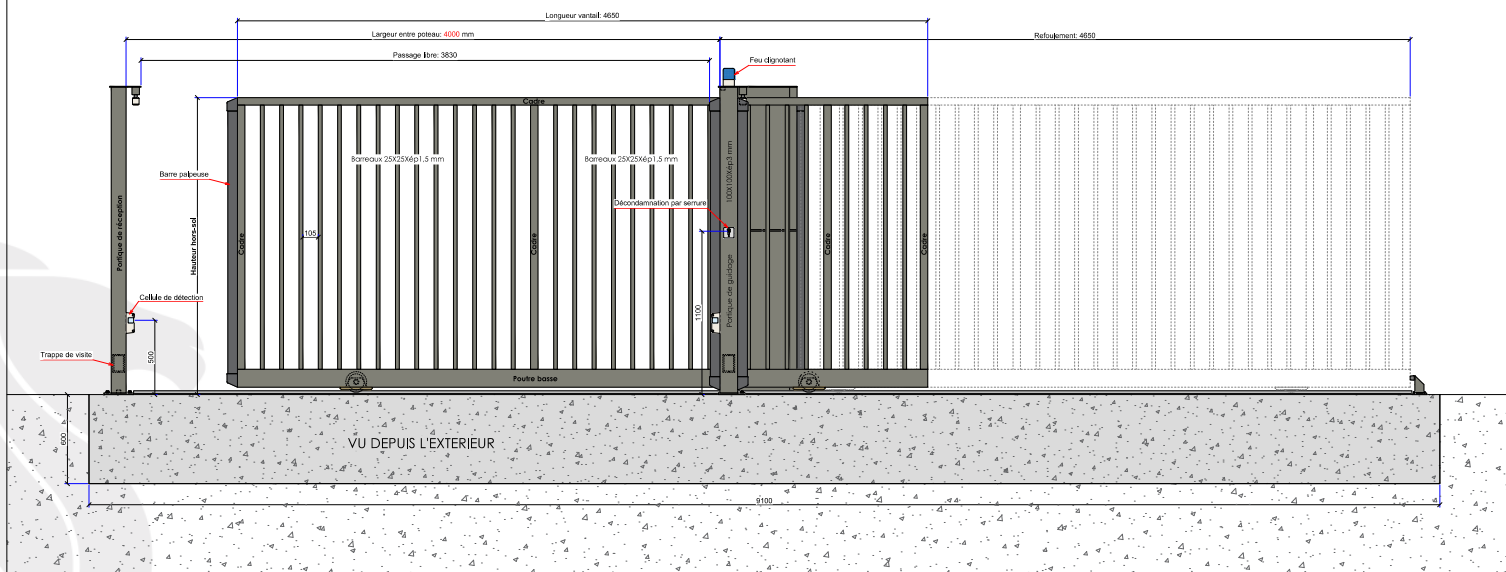 Longueur vantail: 4650
Largeur entre poteau: 4000 mm
Refoulement: 4650
Passage libre: 3830
Feu clignotant
Cadre
Barreaux 25X25Xép1.5 mm
Barreaux 25X25Xép1.5 mm
100X100Xép3 mm
Barre palpeuse
Portique de réception
Décondamnation par serrure
Hauteur hors-sol
105
Cadre
Cadre
Cadre
Cadre
Portique de guidage
Cellule de détection
1100
Trappe de visite
500
Poutre basse
600
VU DEPUIS L'EXTERIEUR
9100